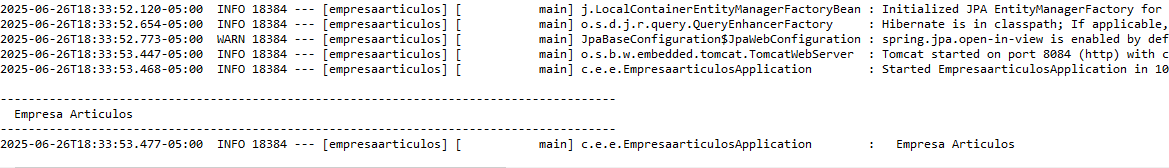 2025-06-26T18:33:52.120-05:00  INFO 18384 --- [empresaarticulos] [           main] j.LocalContainerEntityManagerFactoryBean : Initialized JPA EntityManagerFactory for
2025-06-26T18:33:52.654-05:00  INFO 18384 --- [empresaarticulos] [           main] o.s.d.j.r.query.QueryEnhancerFactory     : Hibernate is in classpath; If applicable,
2025-06-26T18:33:52.773-05:00  WARN 18384 --- [empresaarticulos] [           main] JpaBaseConfiguration$JpaWebConfiguration : spring.jpa.open-in-view is enabled by def
2025-06-26T18:33:53.447-05:00  INFO 18384 --- [empresaarticulos] [           main] o.s.b.w.embedded.tomcat.TomcatWebServer  : Tomcat started on port 8084 (http) with c
2025-06-26T18:33:53.468-05:00  INFO 18384 --- [empresaarticulos] [           main] c.e.e.EmpresaarticulosApplication        : Started EmpresaarticulosApplication in 10
----------------------------------------------------------------------------------------
  Empresa Articulos
----------------------------------------------------------------------------------------
2025-06-26T18:33:53.477-05:00  INFO 18384 --- [empresaarticulos] [           main] c.e.e.EmpresaarticulosApplication        :   Empresa Articulos